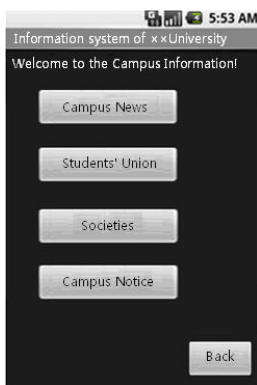 5:53 AM
Information system of ××University
Welcome to the Campus Information!
Campus News
Students' Union
Societies
Campus Notice
Back